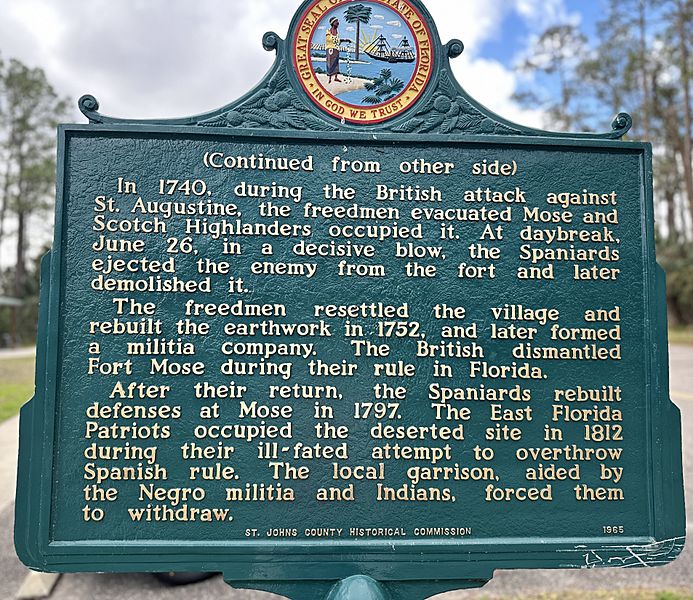 GREAT SEAL OF THE STATE OF FLORIDA
IN GOD WE TRUST
(Continued from other side)
In 1740, during the British attack against
St. Augustine, the freedmen evacuated Mose and
Scotch Highlanders occupied it. At daybreak,
June 26, in a decisive blow, the Spaniards
ejected the enemy from the fort and later
demolished it.
The freedmen resettled the village and
rebuilt the earthwork in 1752, and later formed
a militia company. The British dismantled
Fort Mose during their rule in Florida.
After their return, the Spaniards rebuilt
defenses at Mose in 1797. The East Florida
Patriots occupied the deserted site in 1812
during their ill-fated attempt to overthrow
Spanish rule. The local garrison, aided by
the Negro militia and Indians, forced them
to withdraw.
ST. JOHNS COUNTY HISTORICAL COMMISSION 1965